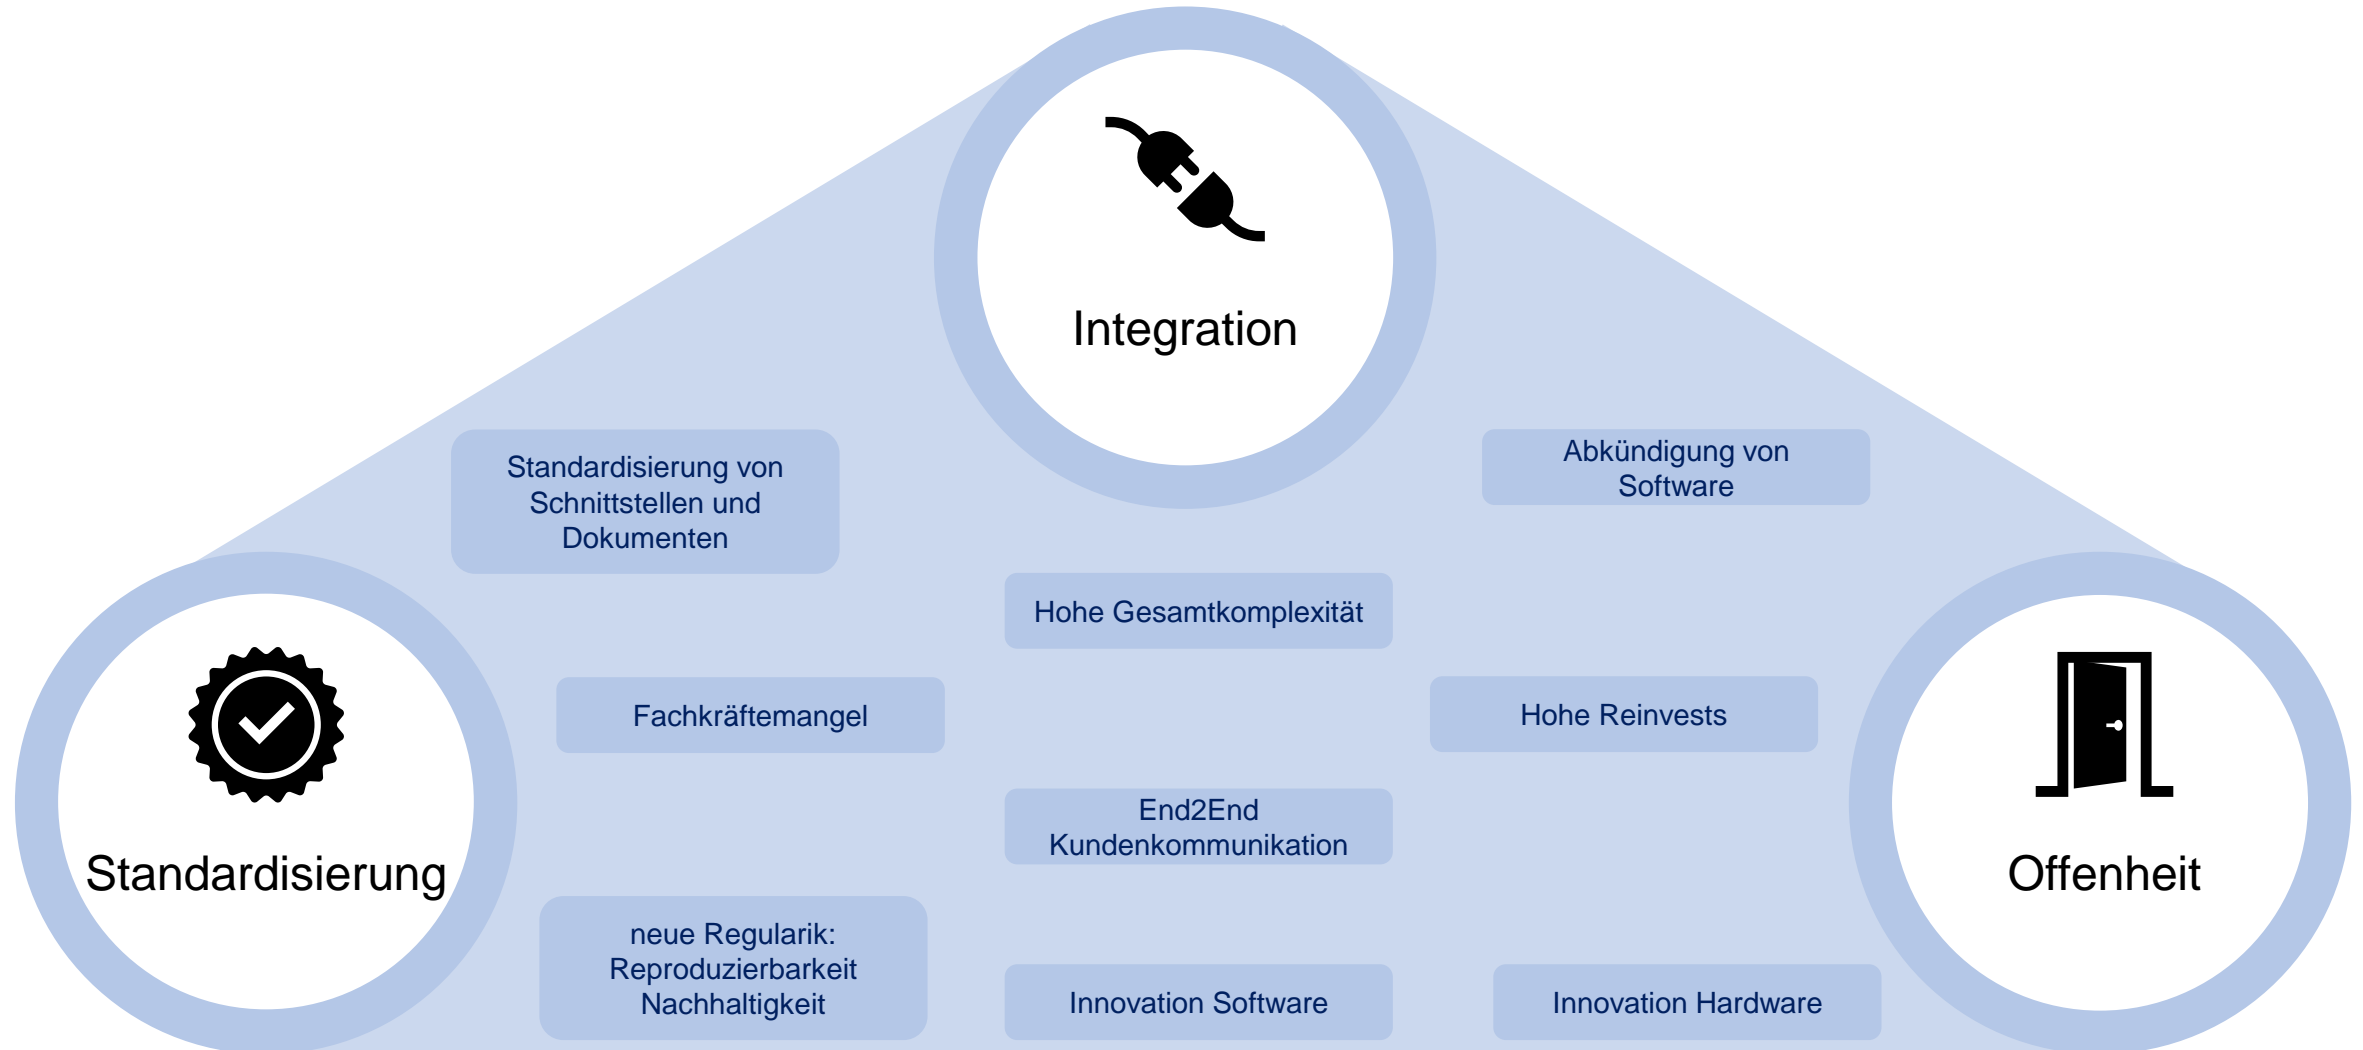 Integration
Standardisierung von
Schnittstellen und
Dokumenten
Abkündigung von
Software
Hohe Gesamtkomplexität
Fachkräftemangel
Hohe Reinvests
End2End
Kundenkommunikation
Standardisierung
Offenheit
neue Regularik:
Reproduzierbarkeit
Nachhaltigkeit
Innovation Software
Innovation Hardware